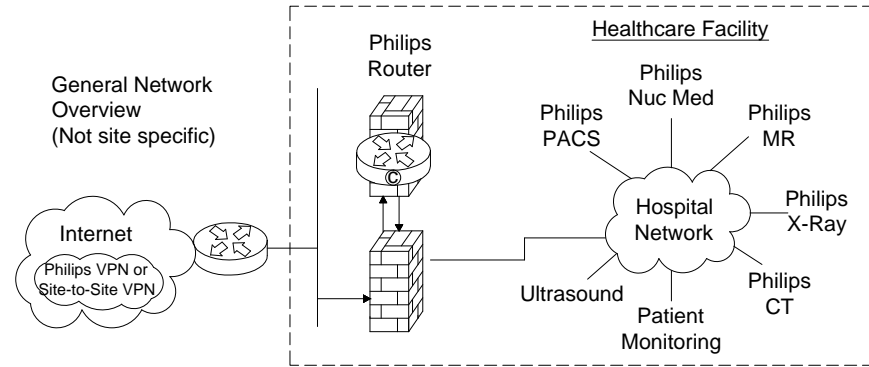 General Network
Overview
(Not site specific)
Healthcare Facility
Philips
Router
C
Internet
Philips VPN or
Site-to-Site VPN
Philips
Nuc Med
Philips
PACS
Philips
MR
Hospital
Network
Philips
X-Ray
Ultrasound
Philips
CT
Patient
Monitoring